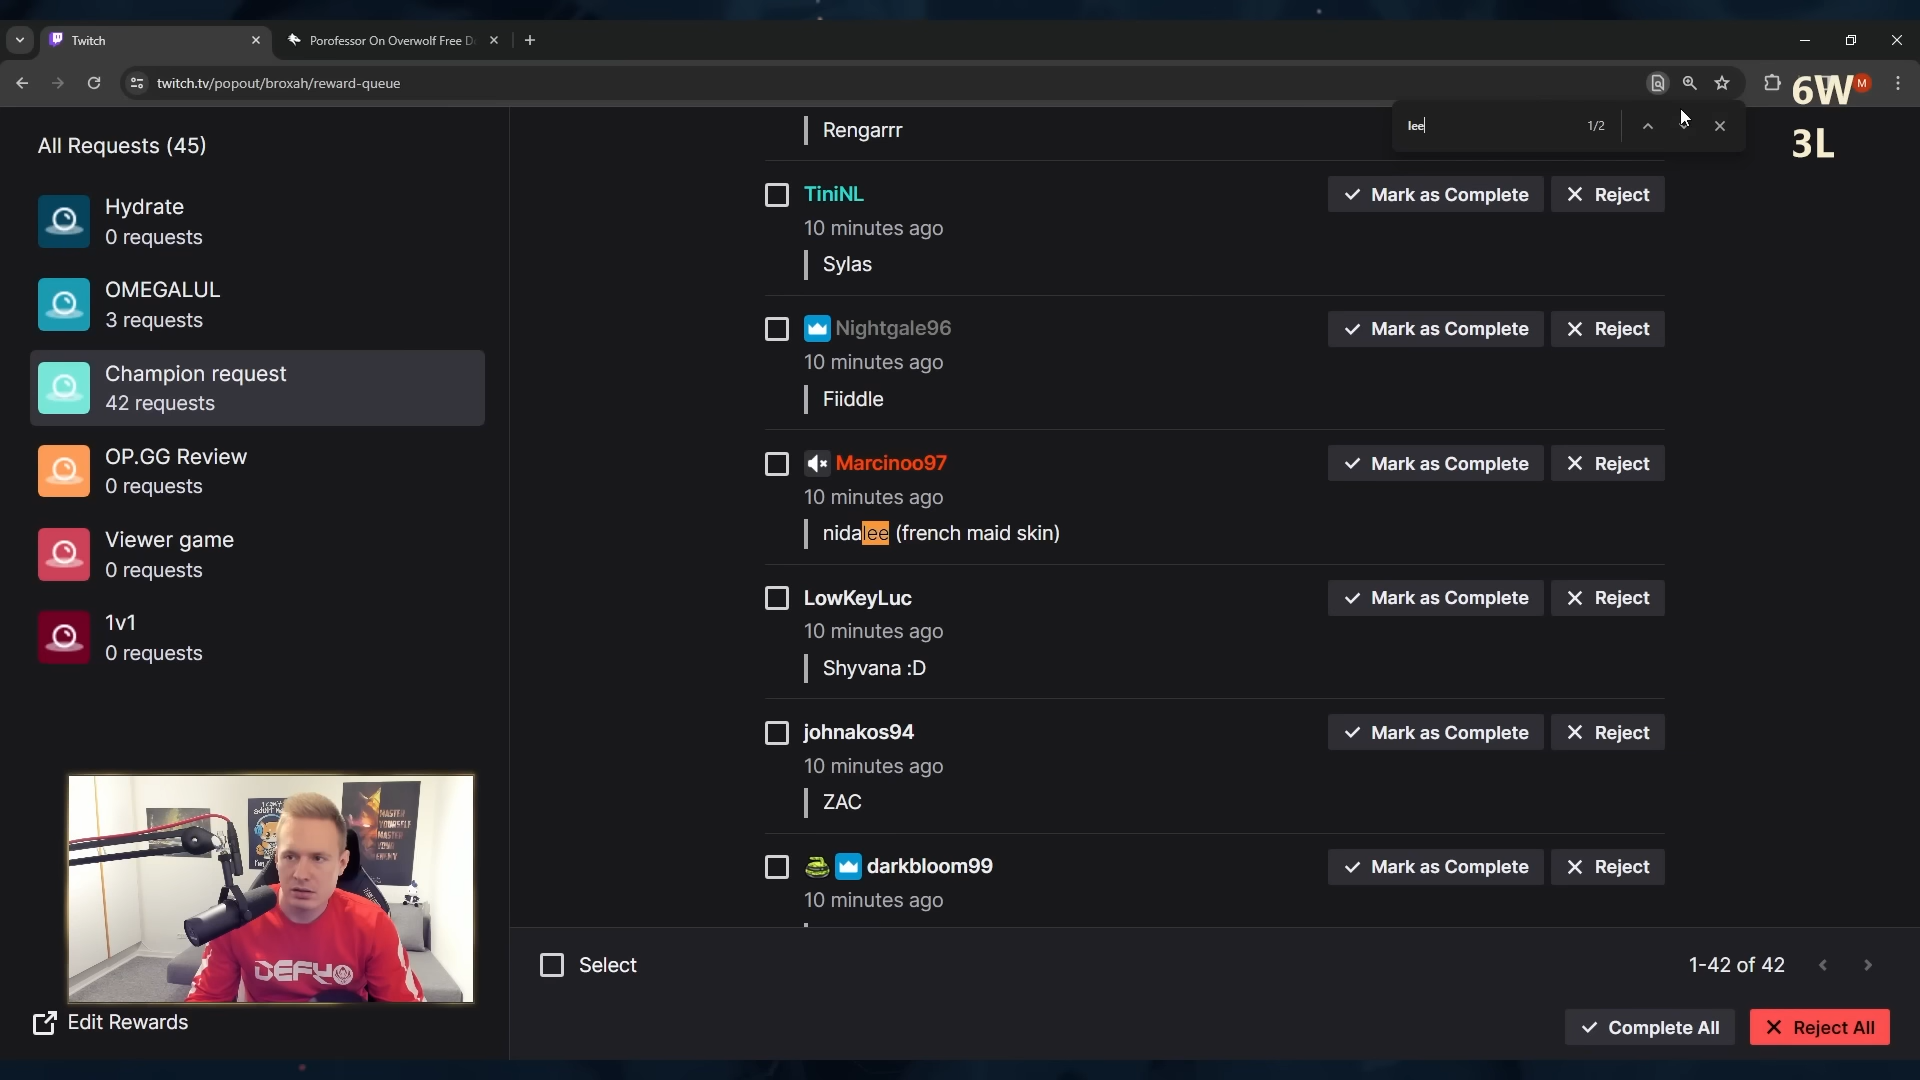 Twitch
Porofessor On Overwolf Free D
twitch.tv/popout/broxah/reward-queue
M
6W
3L
lee
1/2
All Requests (45)
Hydrate
0 requests
OMEGALUL
3 requests
Champion request
42 requests
OP.GG Review
0 requests
Viewer game
0 requests
1v1
0 requests
Rengarrr
TiniNL
Mark as Complete
Reject
10 minutes ago
Sylas
Nightgale96
Mark as Complete
Reject
10 minutes ago
Fiiddle
Marcinoo97
Mark as Complete
Reject
10 minutes ago
nidalee (french maid skin)
LowKeyLuc
Mark as Complete
Reject
10 minutes ago
Shyvana :D
johnakos94
Mark as Complete
Reject
10 minutes ago
ZAC
darkbloom99
Mark as Complete
Reject
10 minutes ago
MASTER
YOURSELF
MASTER
YOUR
ENEMY
Select
1-42 of 42
Edit Rewards
Complete All
Reject All